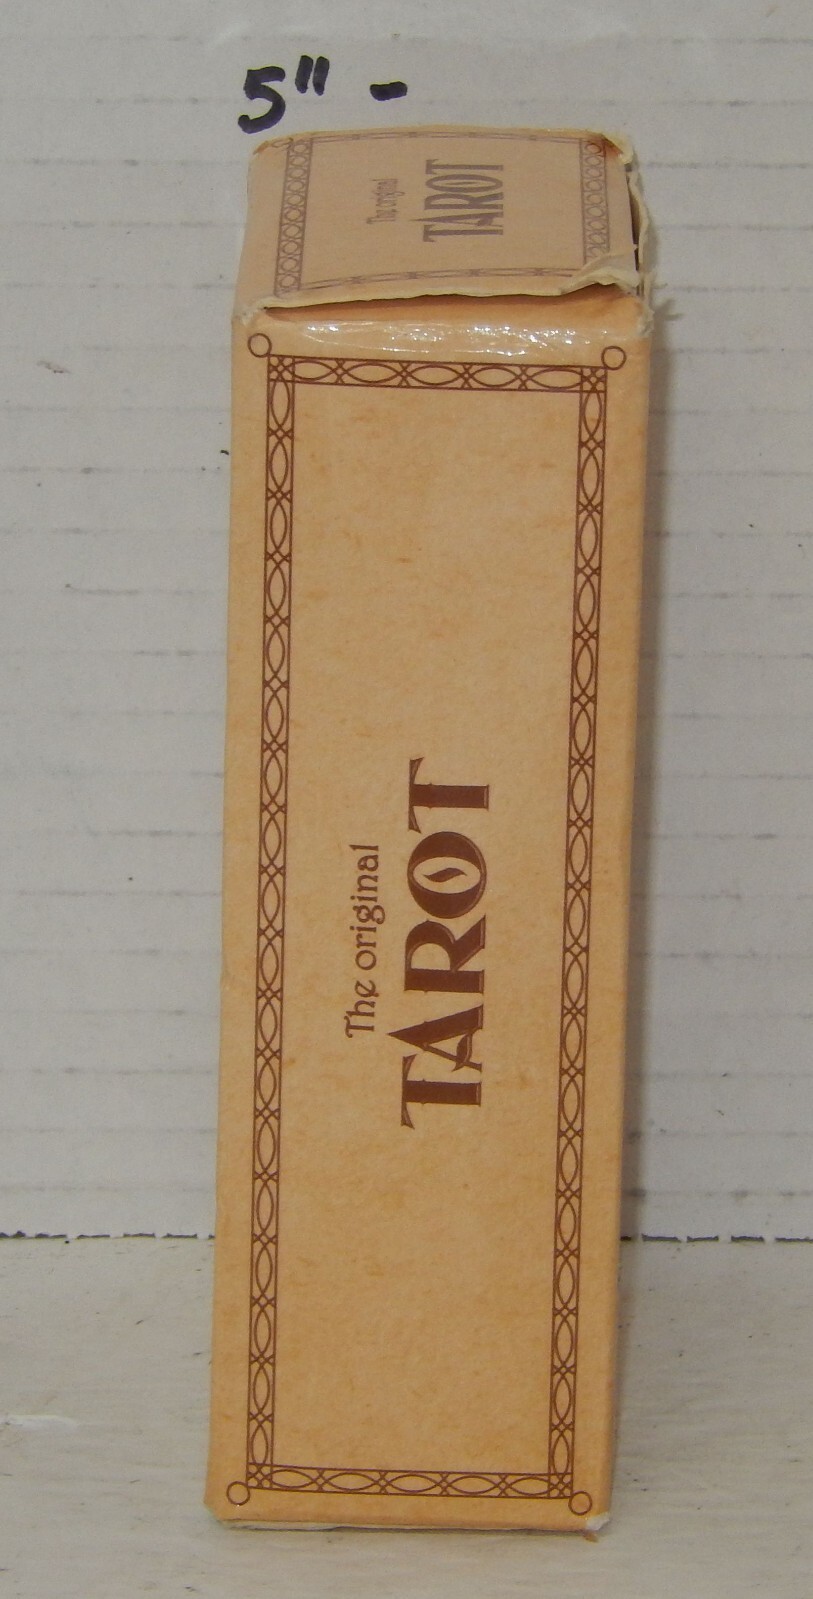 5" -
The original
TAROT
The original
TAROT